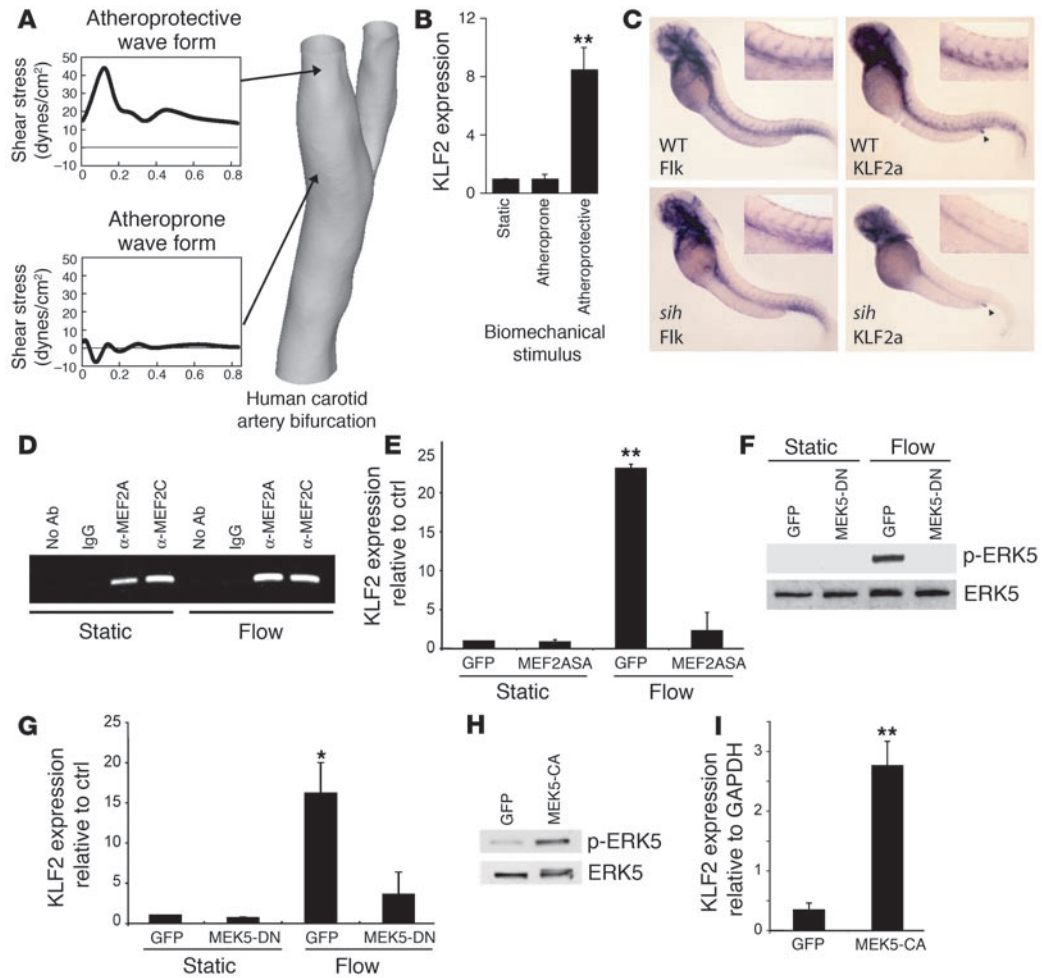 A
Atheroprotective
wave form
Shear stress
(dynes/cm²)
50
40
30
20
10
0
−10
0
0.2
0.4
0.6
0.8
Atheroprone
wave form
Shear stress
(dynes/cm²)
50
40
30
20
10
0
−10
0
0.2
0.4
0.6
0.8
Human carotid
artery bifurcation
B
KLF2 expression
12
8
4
0
**
Static
Atheroprone
Atheroprotective
Biomechanical
stimulus
C
WT
Flk
WT
KLF2a
sih
Flk
sih
KLF2a
D
No Ab
IgG
α-MEF2A
α-MEF2C
No Ab
IgG
α-MEF2A
α-MEF2C
Static
Flow
E
KLF2 expression
relative to ctrl
25
20
15
10
5
0
**
GFP
MEF2ASA
GFP
MEF2ASA
Static
Flow
F
Static
Flow
GFP
MEK5-DN
GFP
MEK5-DN
p-ERK5
ERK5
G
KLF2 expression
relative to ctrl
25
20
15
10
5
0
*
GFP
MEK5-DN
GFP
MEK5-DN
Static
Flow
H
GFP
MEK5-CA
p-ERK5
ERK5
I
KLF2 expression
relative to GAPDH
3
2
1
0
**
GFP
MEK5-CA